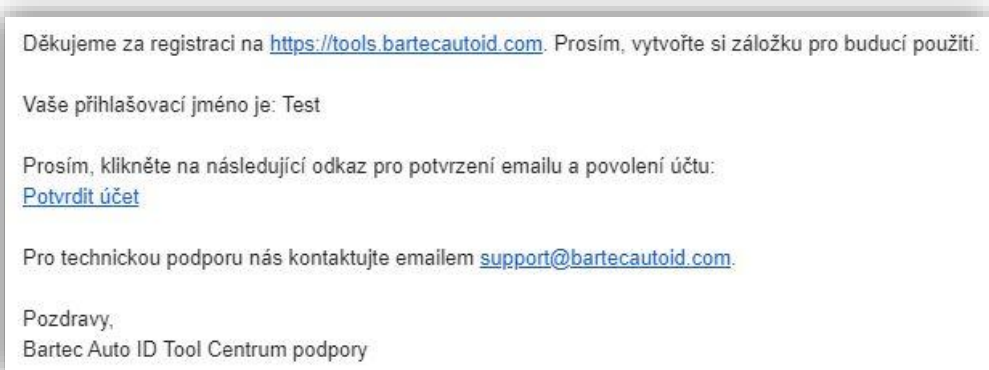 Děkujeme za registraci na https://tools.bartecautoid.com. Prosím, vytvořte si záložku pro buducí použití.
Vaše přihlašovací jméno je: Test
Prosím, klikněte na následující odkaz pro potvrzení emailu a povolení účtu:
Potvrdit účet
Pro technickou podporu nás kontaktujte emailem support@bartecautoid.com.
Pozdravy,
Bartec Auto ID Tool Centrum podpory